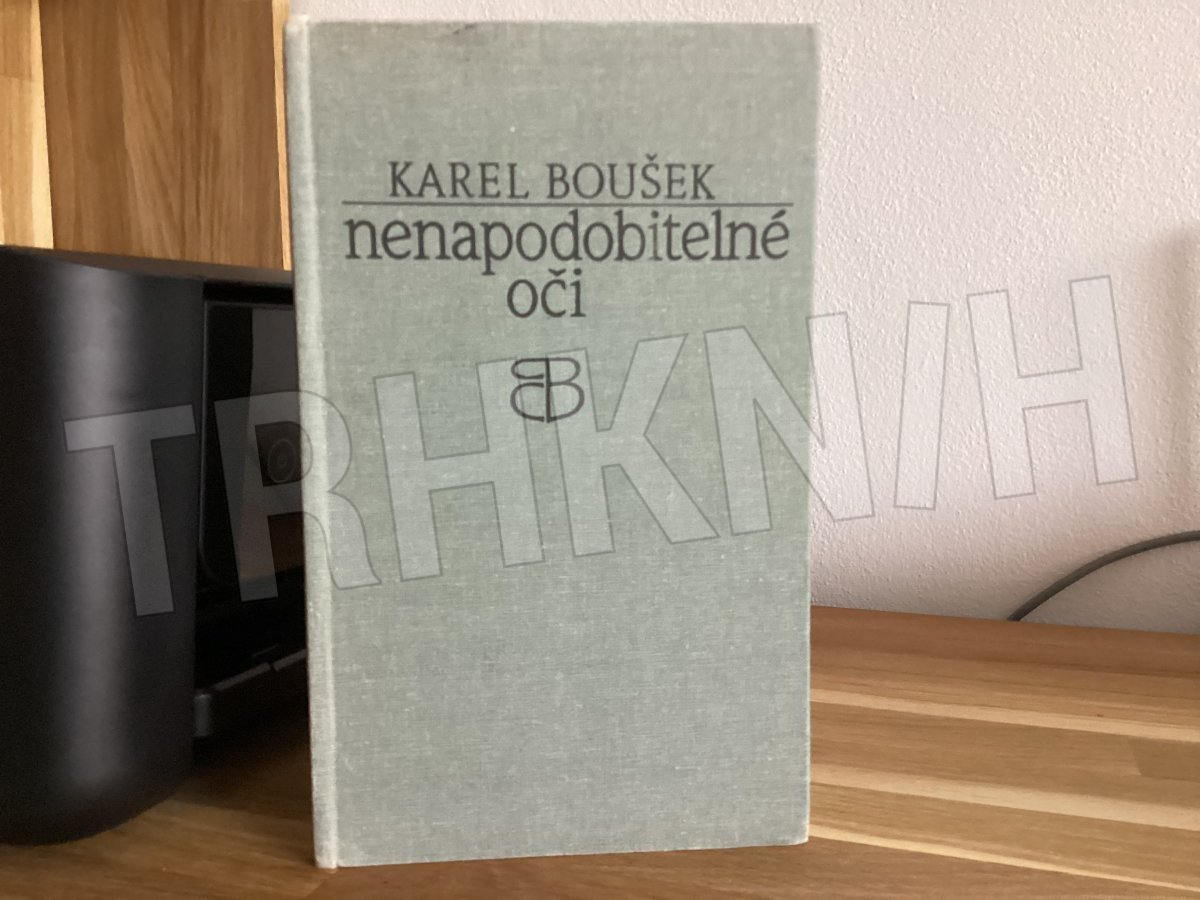 KAREL BOUŠEK
nenapodobitelné
oči
TRHKNIH